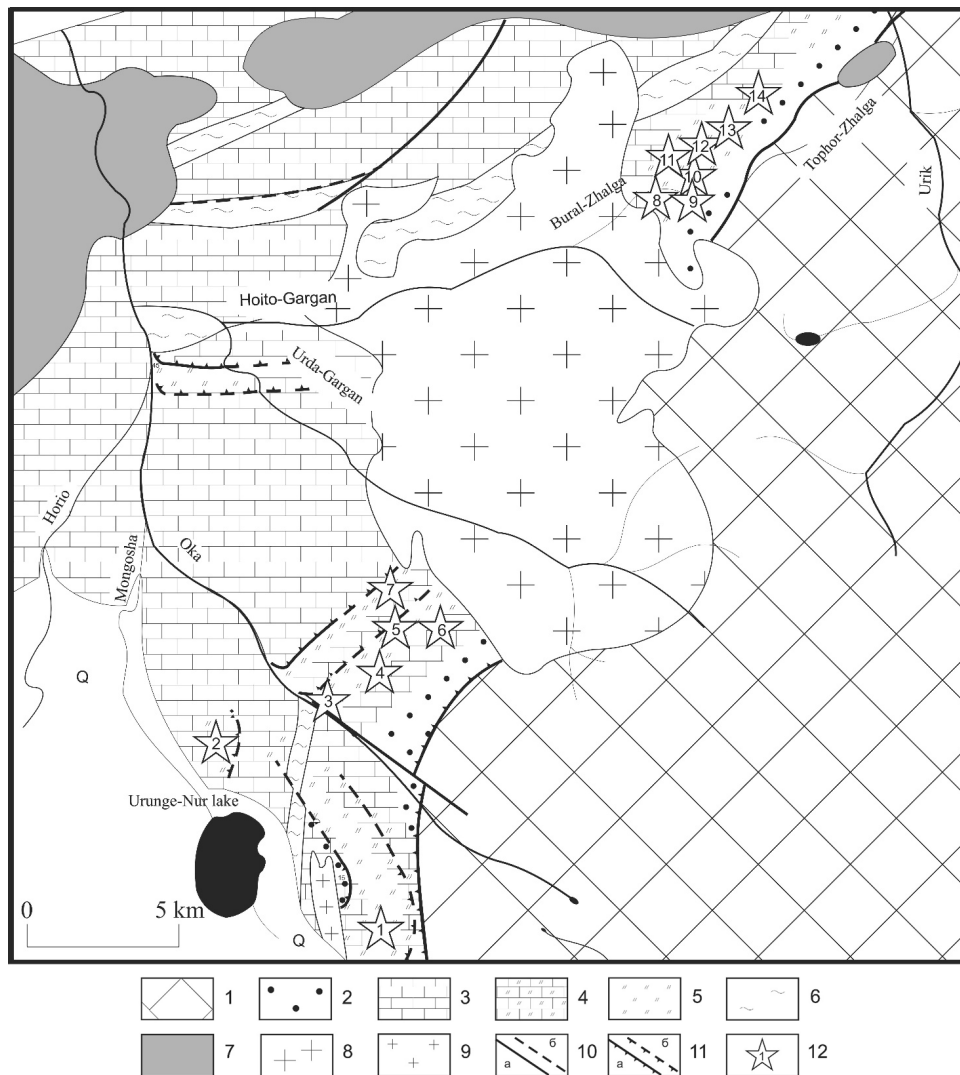 14
13
12
11
10
8
9
Tophor-Zhalga
Urik
Bural-Zhalga
Hoito-Gargan
Urda-Gargan
Horio
Mongosha
Oka
7
5
6
4
3
2
Q
Urunge-Nur lake
15
0
5 km
Q
1
1
2
3
4
5
6
7
8
9
а
б
10
а
б
11
1
12